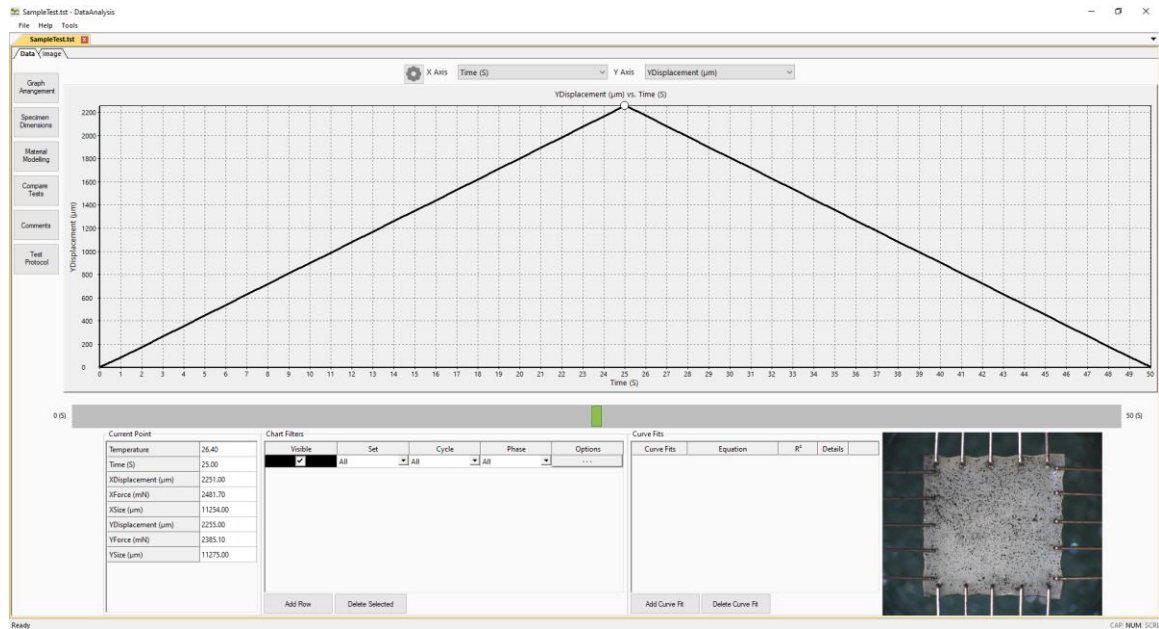 SampleTest.tst - DataAnalysis
File Help Tools
SampleTest.tst
Data Image
X Axis Time (S) Y Axis YDisplacement (µm)
Graph Arrangement
Specimen Dimensions
Material Modelling
Compare Tests
Comments
Test Protocol
YDisplacement (µm) vs. Time (S)
YDisplacement (µm)
2200
2000
1800
1600
1400
1200
1000
800
600
400
200
0
0 1 2 3 4 5 6 7 8 9 10 11 12 13 14 15 16 17 18 19 20 21 22 23 24 25 26 27 28 29 30 31 32 33 34 35 36 37 38 39 40 41 42 43 44 45 46 47 48 49 50
Time (S)
0 (S) 50 (S)
Current Point
Temperature 26.40
Time (S) 25.00
XDisplacement (µm) 2251.00
XForce (mN) 2481.70
XSize (µm) 11254.00
YDisplacement (µm) 2255.00
YForce (mN) 2385.10
YSize (µm) 11275.00
Chart Filters
Visible Set Cycle Phase Options
All All All ...
Add Row Delete Selected
Curve Fits
Curve Fits Equation R² Details
Add Curve Fit Delete Curve Fit
Ready CAP NUM SCRL